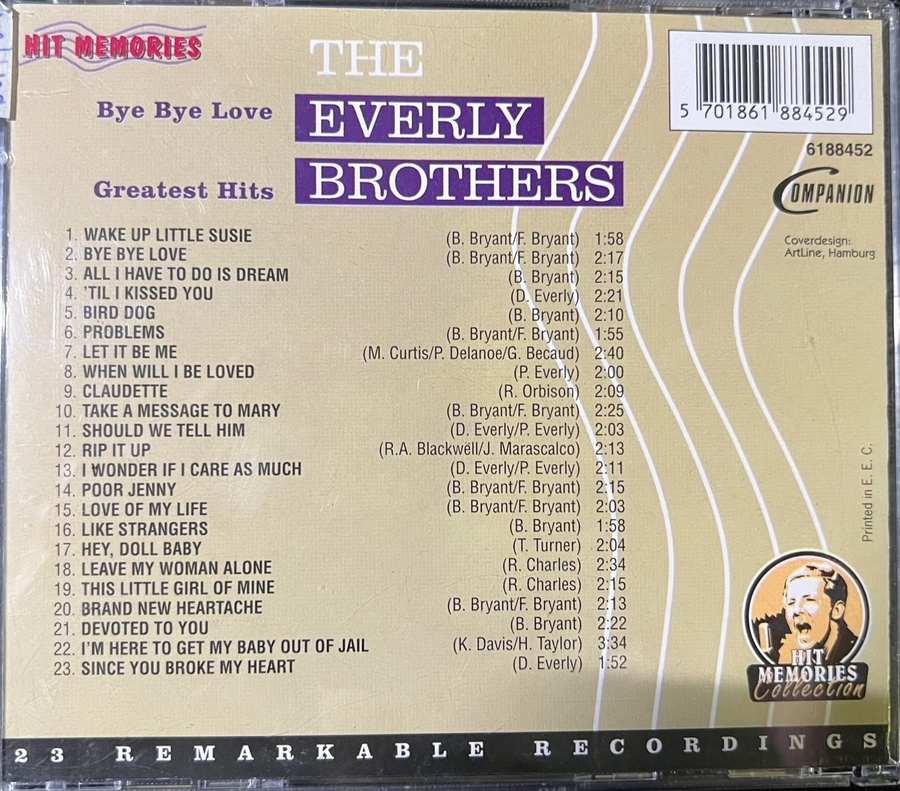 HIT MEMORIES
THE
Bye Bye Love EVERLY
Greatest Hits BROTHERS
5 701861 884529
6188452
COMPANION
Coverdesign:
ArtLine, Hamburg
1. WAKE UP LITTLE SUSIE (B. Bryant/F. Bryant) 1:58
2. BYE BYE LOVE (B. Bryant/F. Bryant) 2:17
3. ALL I HAVE TO DO IS DREAM (B. Bryant) 2:15
4. 'TIL I KISSED YOU (D. Everly) 2:21
5. BIRD DOG (B. Bryant) 2:10
6. PROBLEMS (B. Bryant/F. Bryant) 1:55
7. LET IT BE ME (M. Curtis/P. Delanoe/G. Becaud) 2:40
8. WHEN WILL I BE LOVED (P. Everly) 2:00
9. CLAUDETTE (R. Orbison) 2:09
10. TAKE A MESSAGE TO MARY (B. Bryant/F. Bryant) 2:25
11. SHOULD WE TELL HIM (D. Everly/P. Everly) 2:03
12. RIP IT UP (R.A. Blackwell/J. Marascalco) 2:13
13. I WONDER IF I CARE AS MUCH (D. Everly/P. Everly) 2:11
14. POOR JENNY (B. Bryant/F. Bryant) 2:15
15. LOVE OF MY LIFE (B. Bryant/F. Bryant) 2:03
16. LIKE STRANGERS (B. Bryant) 1:58
17. HEY, DOLL BABY (T. Turner) 2:04
18. LEAVE MY WOMAN ALONE (R. Charles) 2:34
19. THIS LITTLE GIRL OF MINE (R. Charles) 2:15
20. BRAND NEW HEARTACHE (B. Bryant/F. Bryant) 2:13
21. DEVOTED TO YOU (B. Bryant) 2:22
22. I'M HERE TO GET MY BABY OUT OF JAIL (K. Davis/H. Taylor) 3:34
23. SINCE YOU BROKE MY HEART (D. Everly) 1:52
Printed in E. E. C.
HIT
MEMORIES
Collection
23 REMARKABLE RECORDINGS